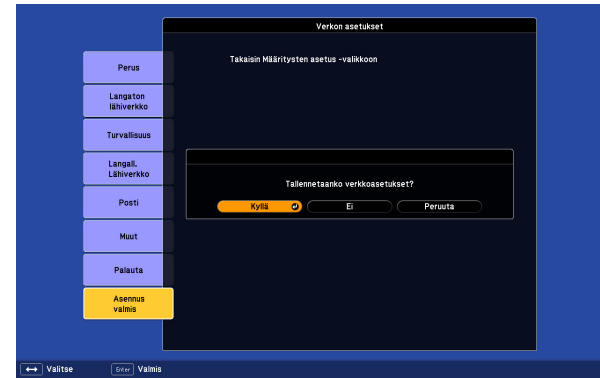 Verkon asetukset
Takaisin Määritysten asetus -valikkoon
Perus
Langaton
lähiverkko
Turvallisuus
Langall.
Lähiverkko
Posti
Muut
Palauta
Asennus
valmis
Tallennetaanko verkkoasetukset?
Kyllä Ei Peruuta
Valitse Enter Valmis